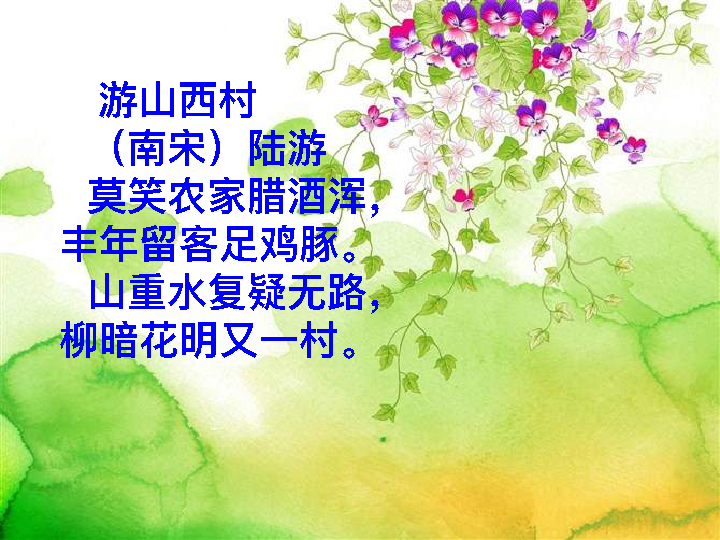 游山西村
（南宋）陆游
莫笑农家腊酒浑，
丰年留客足鸡豚。
山重水复疑无路，
柳暗花明又一村。